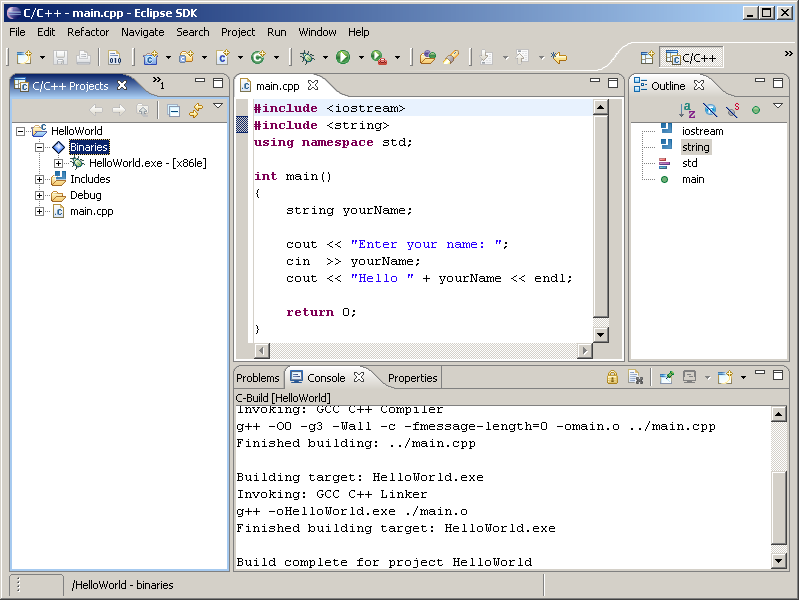 C/C++ - main.cpp - Eclipse SDK
File Edit Refactor Navigate Search Project Run Window Help
010
C/C++
C/C++ Projects
1
HelloWorld
Binaries
HelloWorld.exe - [x86le]
Includes
Debug
main.cpp
main.cpp
#include <iostream>
#include <string>
using namespace std;
int main()
{
string yourName;
cout << "Enter your name: ";
cin >> yourName;
cout << "Hello " + yourName << endl;
return 0;
}
Outline
iostream
string
std
main
Problems Console Properties
C-Build [HelloWorld]
Invoking: GCC C++ Compiler
g++ -O0 -g3 -Wall -c -fmessage-length=0 -omain.o ../main.cpp
Finished building: ../main.cpp
Building target: HelloWorld.exe
Invoking: GCC C++ Linker
g++ -oHelloWorld.exe ./main.o
Finished building target: HelloWorld.exe
Build complete for project HelloWorld
/HelloWorld - binaries